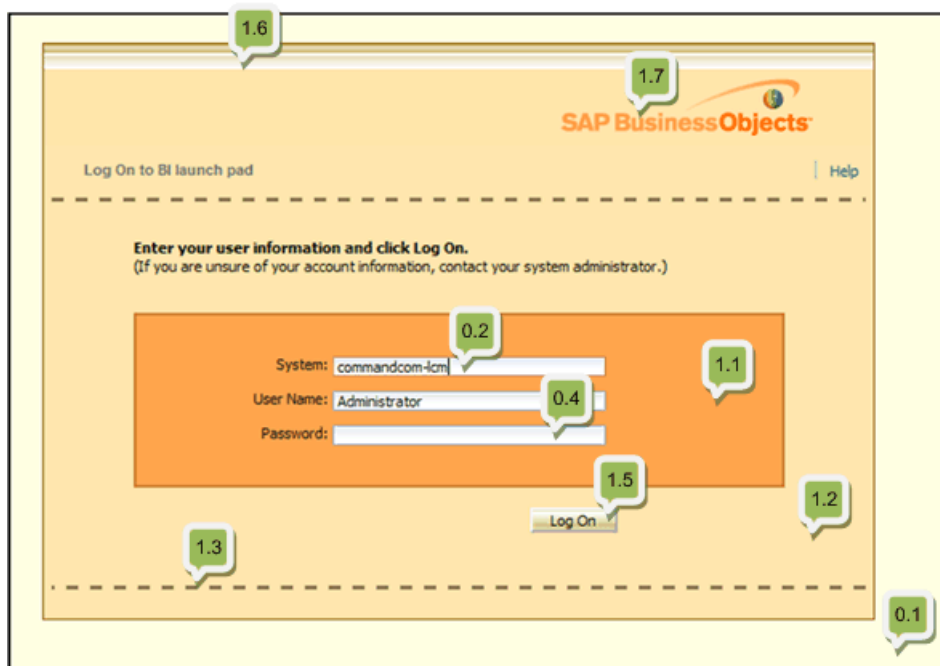 1.6
1.7
SAP BusinessObjects™
Log On to BI launch pad
Help
Enter your user information and click Log On.
(If you are unsure of your account information, contact your system administrator.)
0.2
System: commandcom-lcm
1.1
User Name: Administrator
0.4
Password:
1.5
1.2
Log On
1.3
0.1